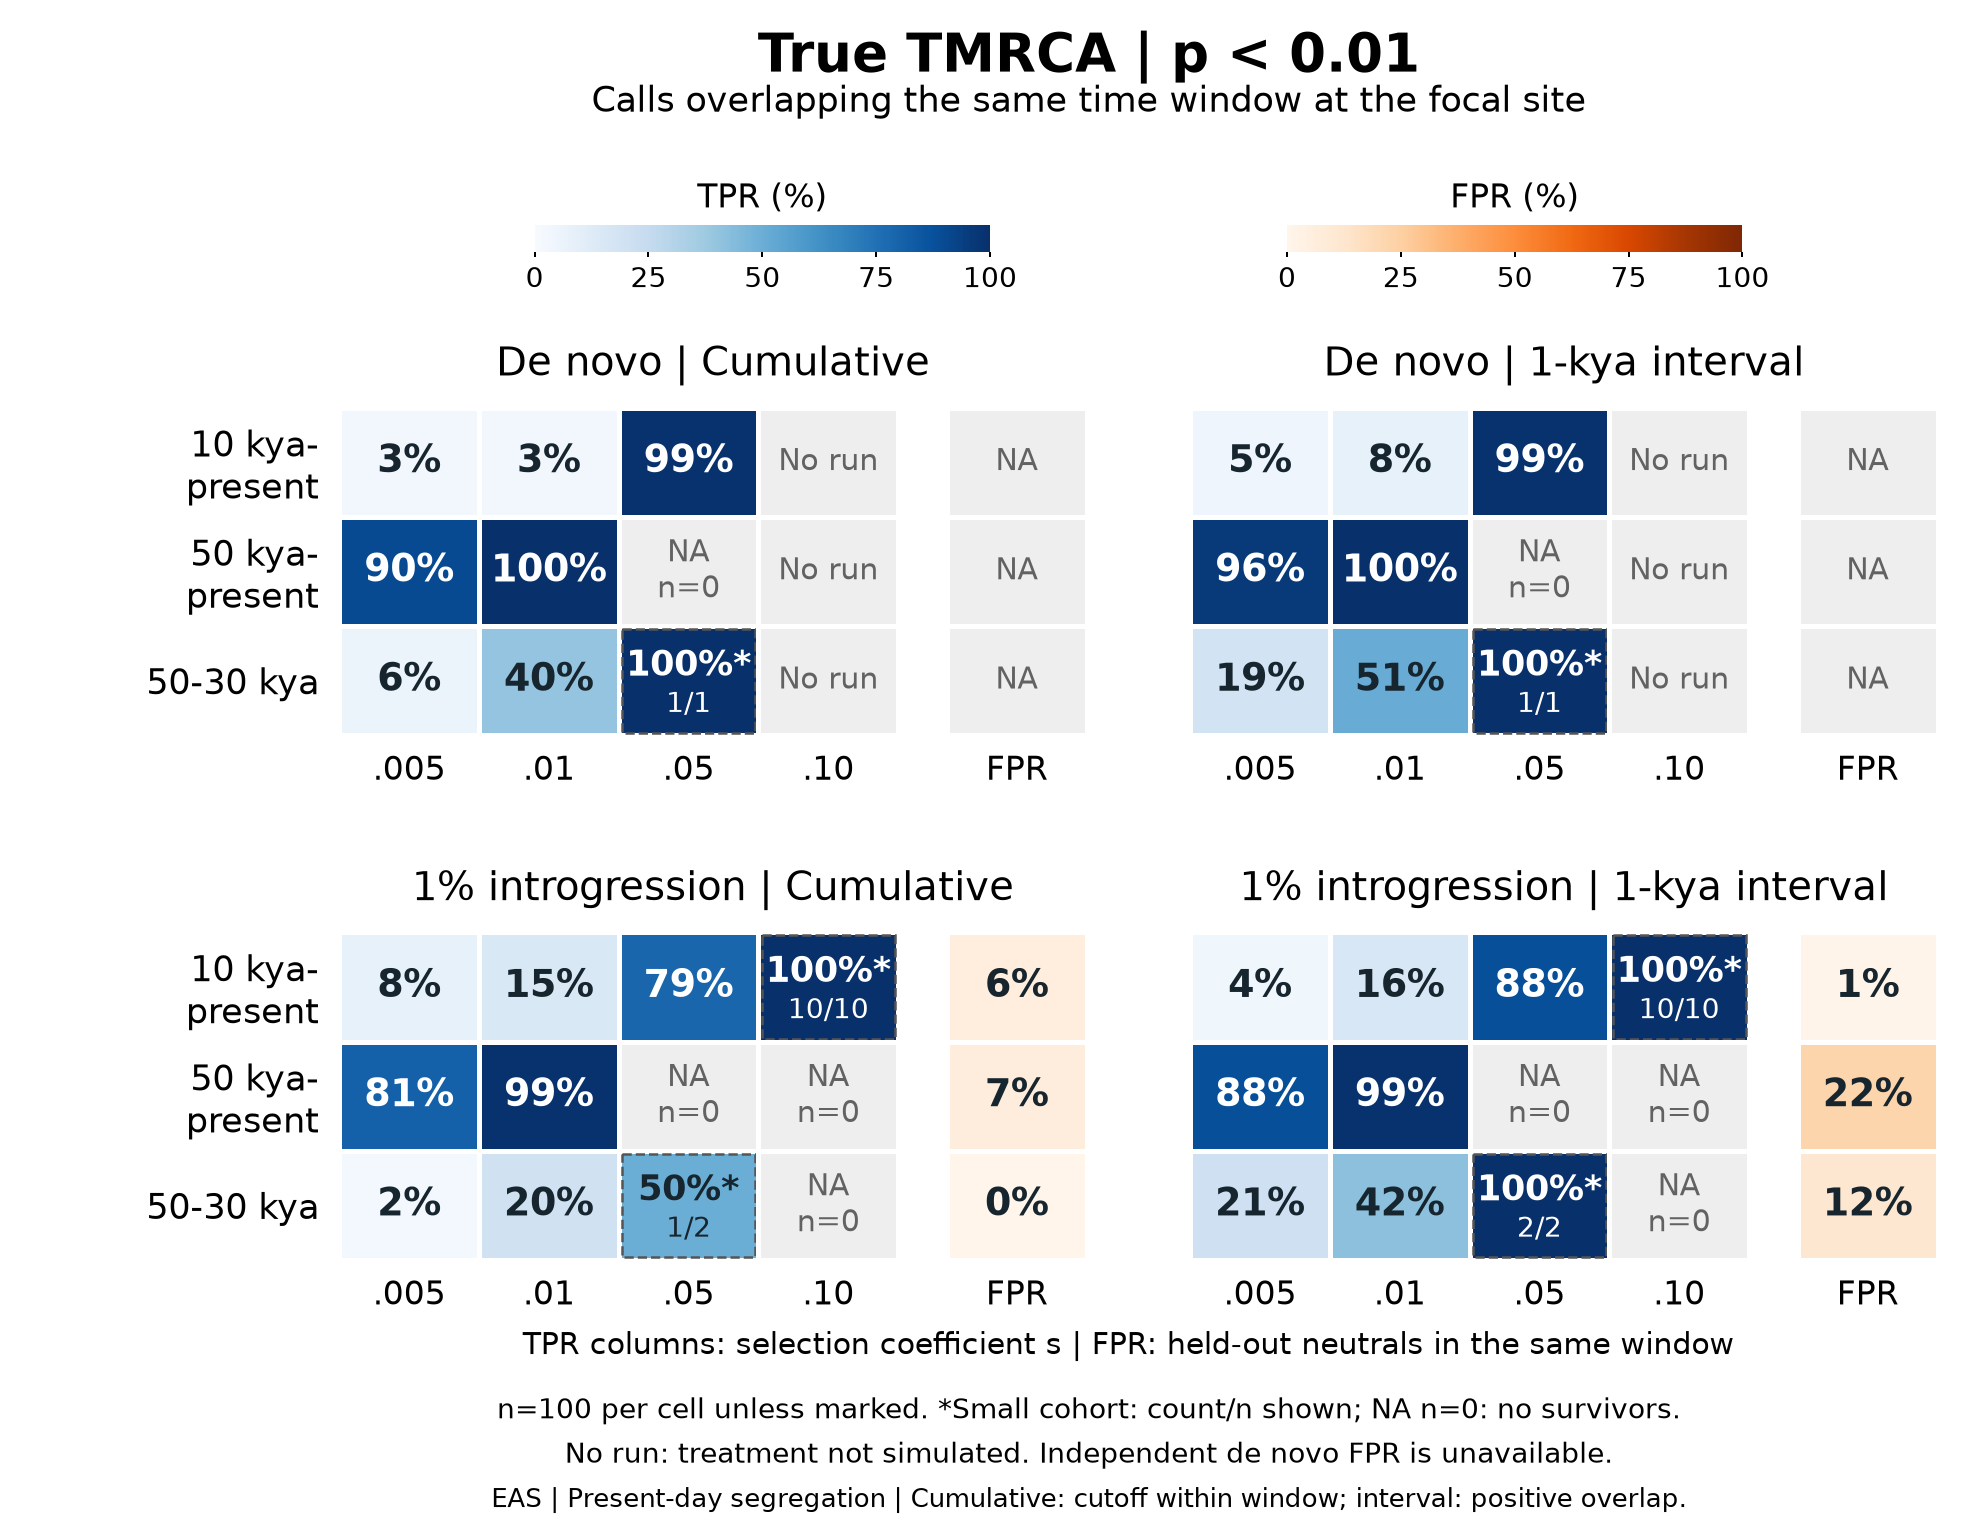 True TMRCA | p < 0.01
Calls overlapping the same time window at the focal site
TPR (%)
0 25 50 75 100
FPR (%)
0 25 50 75 100
De novo | Cumulative
10 kya-
present
3% 3% 99% No run NA
50 kya-
present
90% 100% NA
n=0 No run NA
50-30 kya
6% 40% 100%*
1/1 No run NA
.005 .01 .05 .10 FPR
De novo | 1-kya interval
5% 8% 99% No run NA
96% 100% NA
n=0 No run NA
19% 51% 100%*
1/1 No run NA
.005 .01 .05 .10 FPR
1% introgression | Cumulative
10 kya-
present
8% 15% 79% 100%*
10/10 6%
50 kya-
present
81% 99% NA NA 7%
n=0 n=0
50-30 kya
2% 20% 50%* NA 0%
1/2 n=0
.005 .01 .05 .10 FPR
1% introgression | 1-kya interval
4% 16% 88% 100%* 1%
10/10
88% 99% NA NA 22%
n=0 n=0
21% 42% 100%* NA 12%
2/2 n=0
.005 .01 .05 .10 FPR
TPR columns: selection coefficient s | FPR: held-out neutrals in the same window
n=100 per cell unless marked. *Small cohort: count/n shown; NA n=0: no survivors.
No run: treatment not simulated. Independent de novo FPR is unavailable.
EAS | Present-day segregation | Cumulative: cutoff within window; interval: positive overlap.